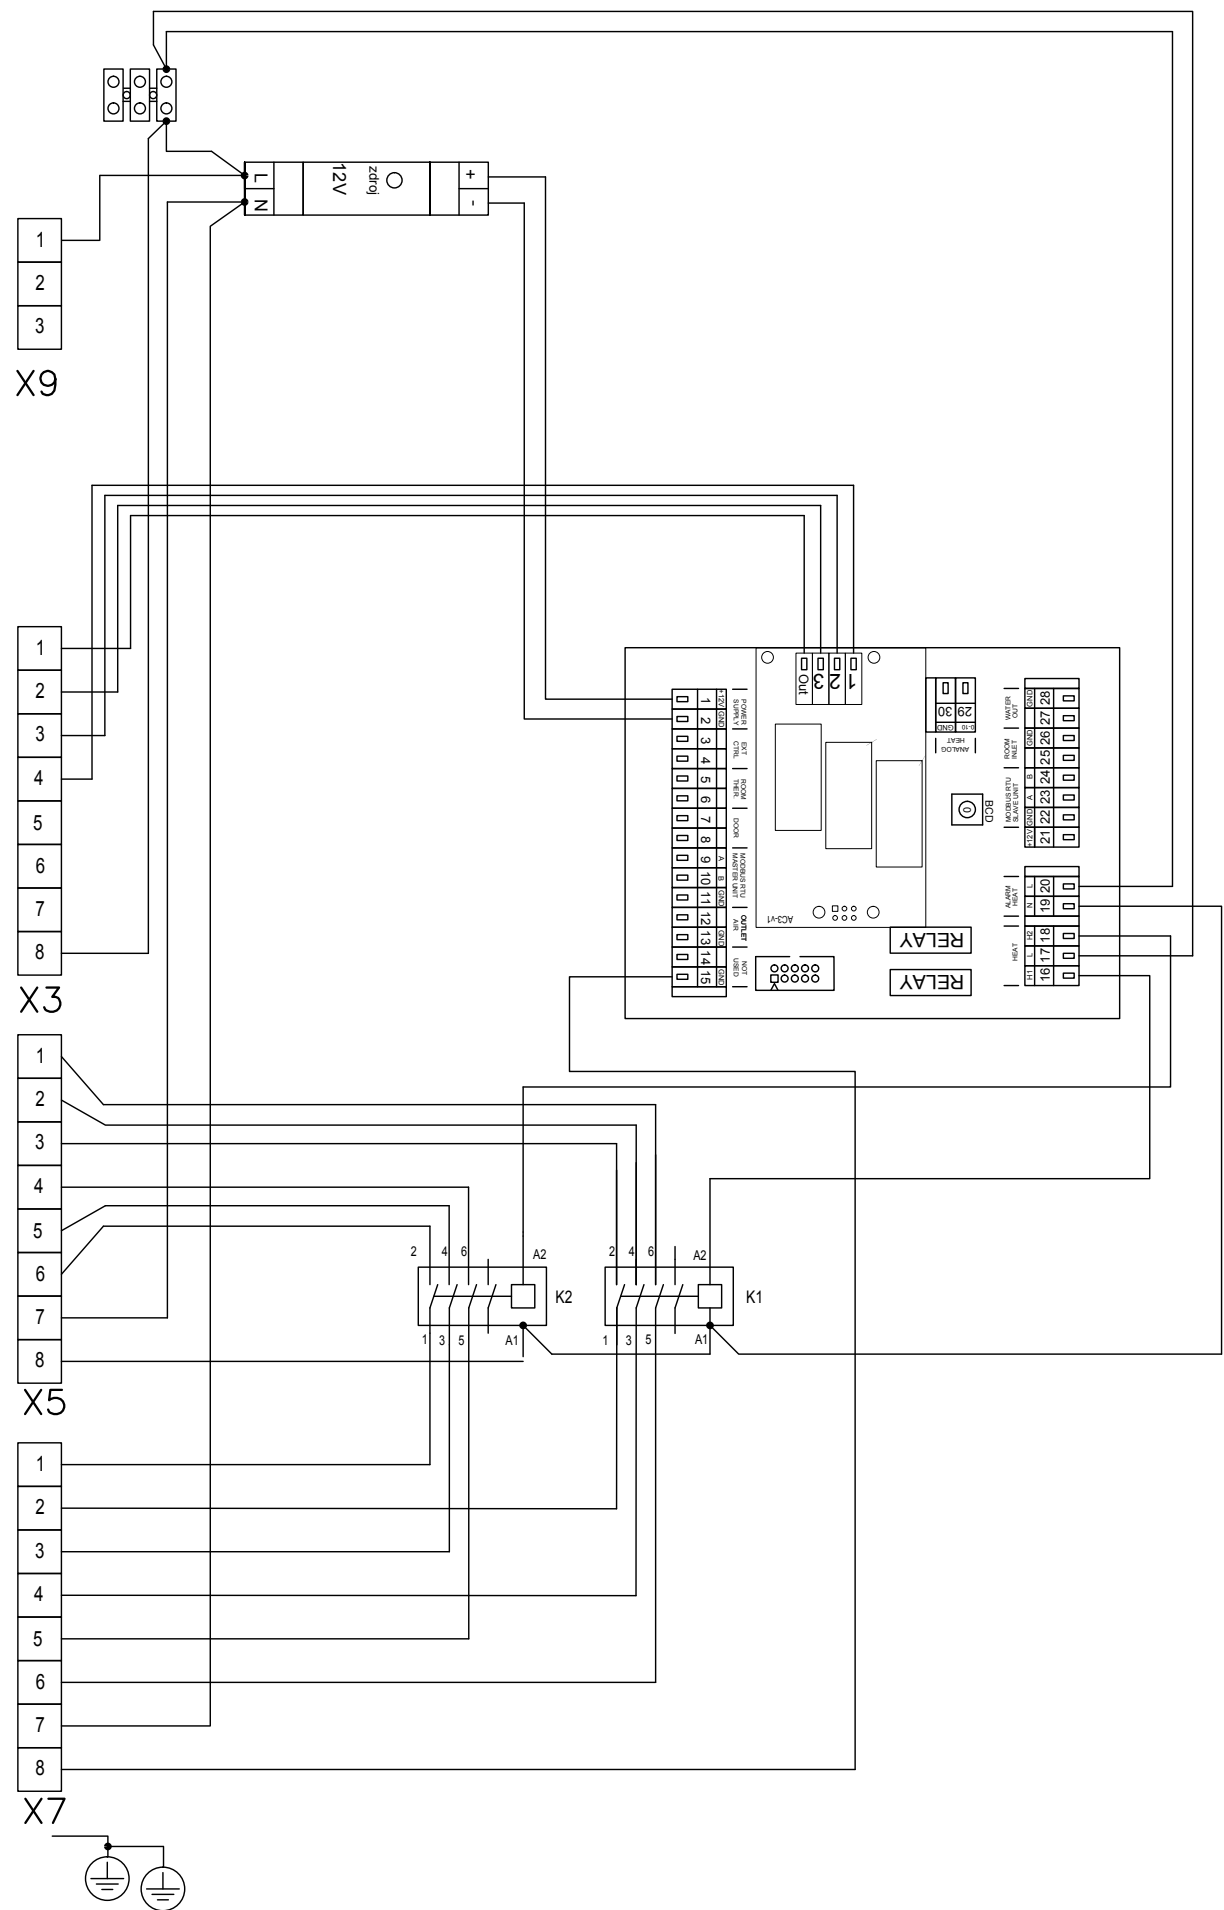 L
N
12V
zdroj
+
-
1
2
3
X9
1
2
3
4
5
6
7
8
X3
Out
3
2
1
1 +12V
2 GND
3
4
5
6
7
8
9 A
10 B
11 GND
12
13 GND
14
15 GND
POWER
SUPPLY
EXT
CTRL
ROOM
THER.
DOOR
MODBUS RTU
MASTER UNIT
OUTLET
AIR
NOT
USED
AC3-v1
30 29
GND 0-10
ANALOG
HEAT
0
BCD
RELAY
RELAY
WATER
OUT
ROOM
INLET
MODBUS RTU
SLAVE UNIT
ALARM
HEAT
HEAT
GND 28
27
GND 26
25
B 24
A 23
GND 22
+12V 21
L 20
N 19
H2 18
L 17
H1 16
1
2
3
4
5
6
7
8
X5
2 4 6 A2
K2
1 3 5 A1
2 4 6 A2
K1
1 3 5 A1
1
2
3
4
5
6
7
8
X7